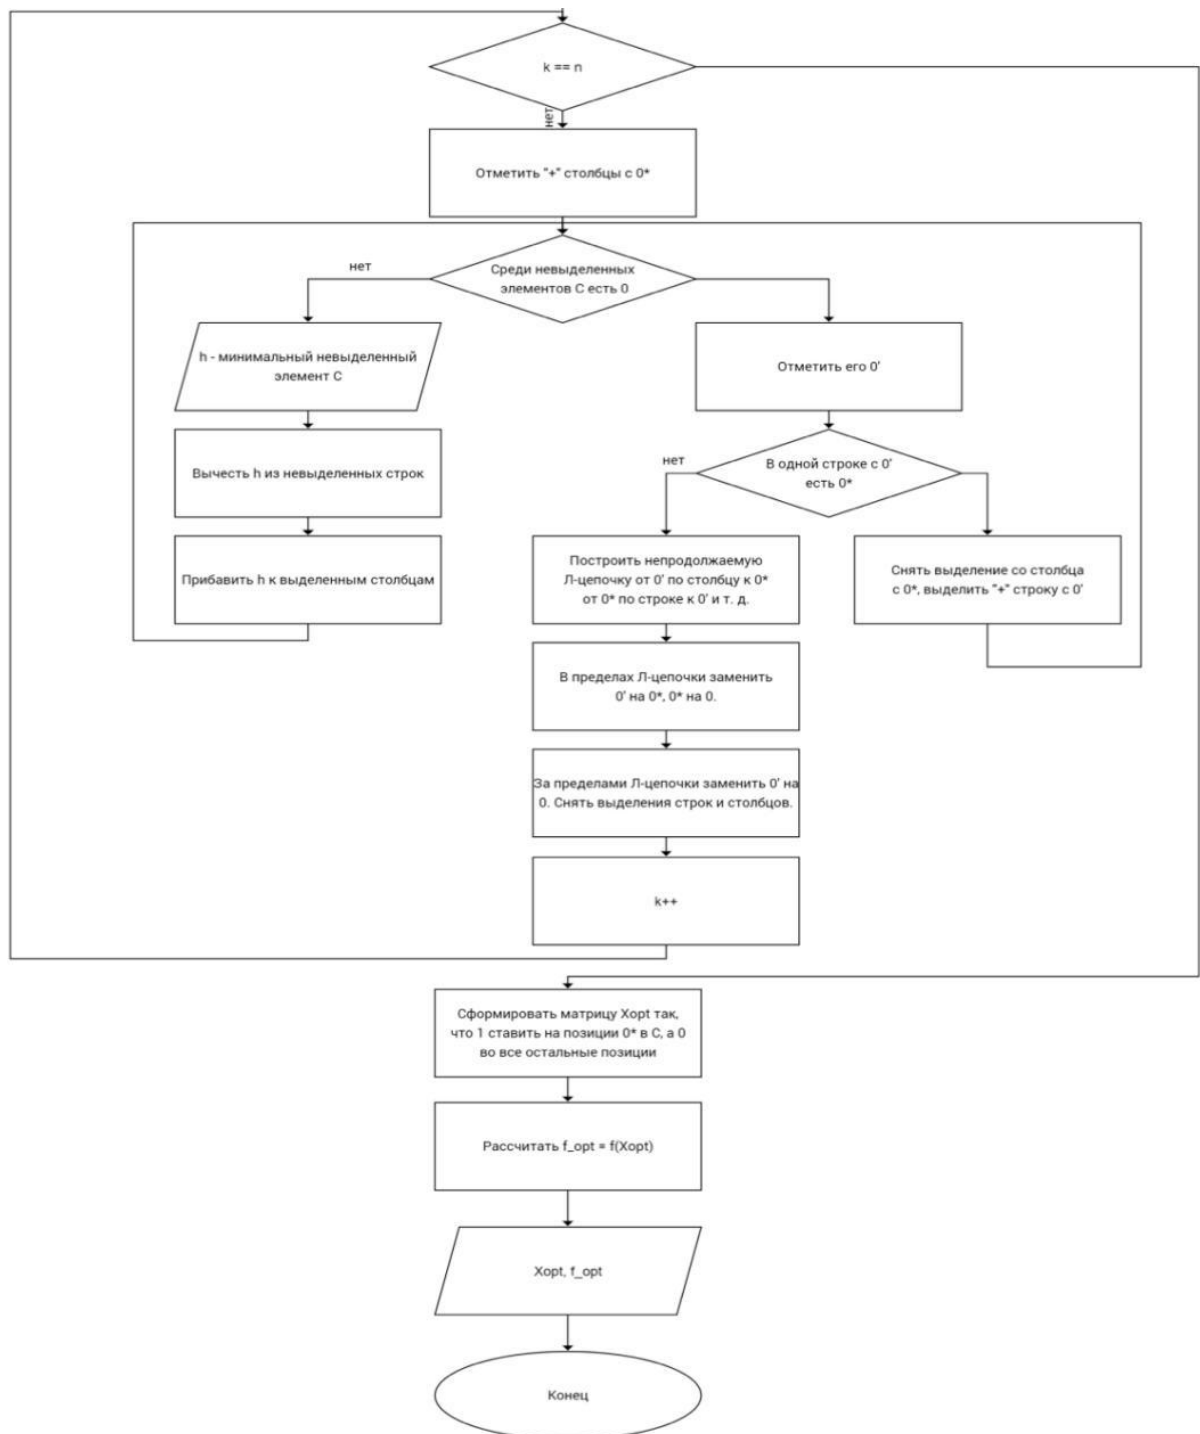 k == n
нет
Отметить "+" столбцы с 0*
Среди невыделенных
элементов C есть 0
нет
h - минимальный невыделенный
элемент C
Отметить его 0'
Вычесть h из невыделенных строк
В одной строке с 0'
есть 0*
нет
Прибавить h к выделенным столбцам
Построить непродолжаемую
Л-цепочку от 0' по столбцу к 0*
от 0* по строке к 0' и т. д.
Снять выделение со столбца
с 0*, выделить "+" строку с 0'
В пределах Л-цепочки заменить
0' на 0*, 0* на 0.
За пределами Л-цепочки заменить 0' на
0. Снять выделения строк и столбцов.
k++
Сформировать матрицу Xopt так,
что 1 ставить на позиции 0* в C, а 0
во все остальные позиции
Рассчитать f_opt = f(Xopt)
Xopt, f_opt
Конец